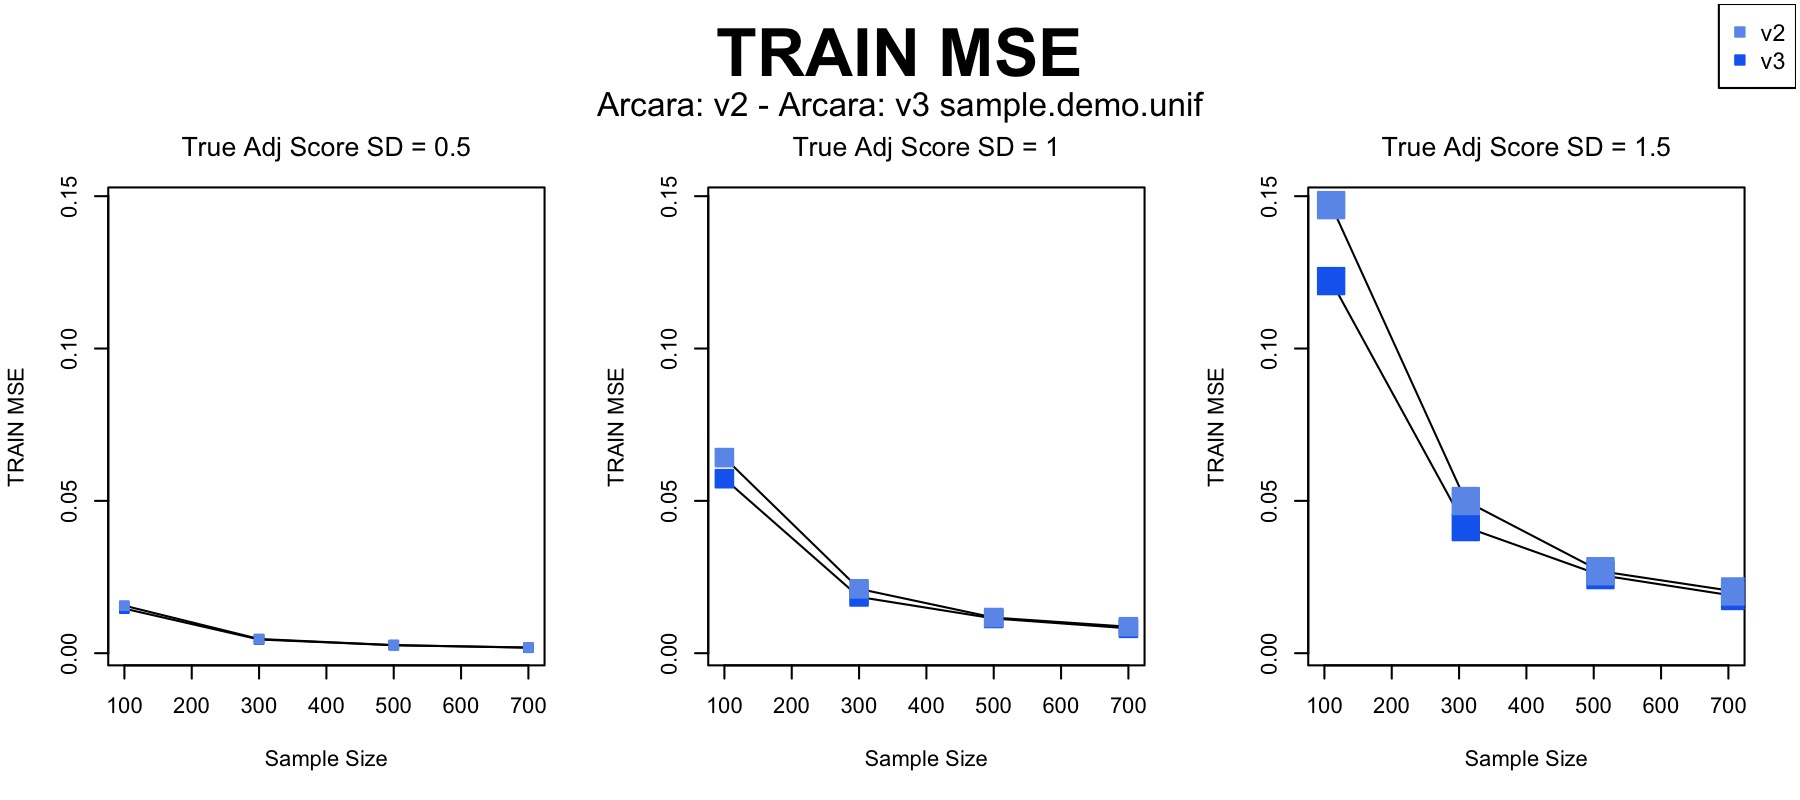 TRAIN MSE
Arcara: v2 - Arcara: v3 sample.demo.unif
v2
v3
True Adj Score SD = 0.5
TRAIN MSE
0.15
0.10
0.05
0.00
100 200 300 400 500 600 700
Sample Size
True Adj Score SD = 1
TRAIN MSE
0.15
0.10
0.05
0.00
100 200 300 400 500 600 700
Sample Size
True Adj Score SD = 1.5
TRAIN MSE
0.15
0.10
0.05
0.00
100 200 300 400 500 600 700
Sample Size